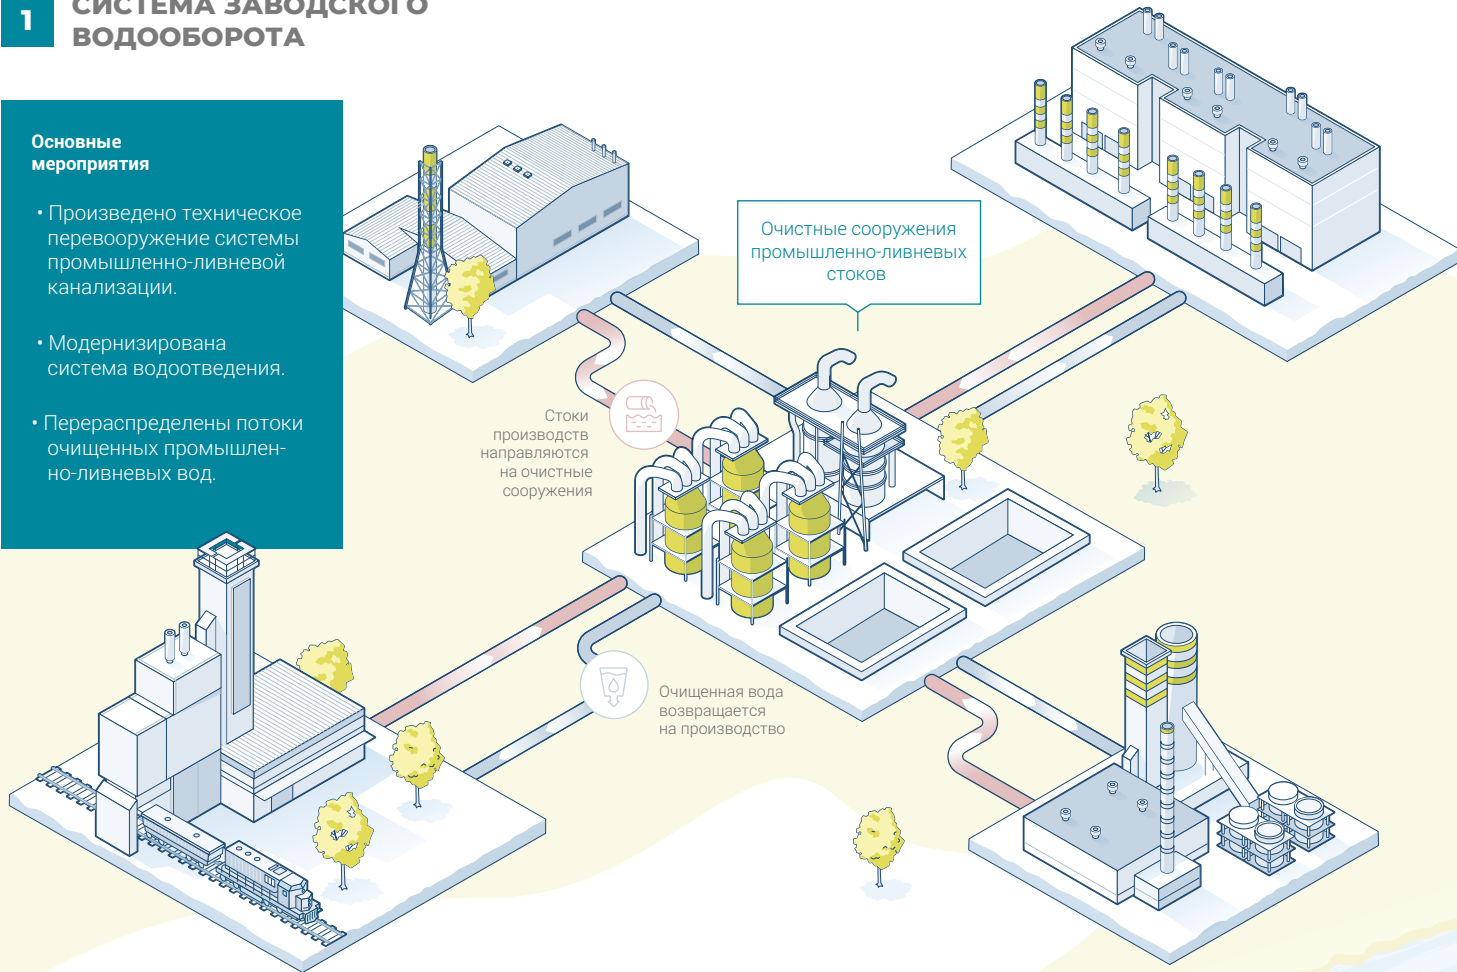 1
СИСТЕМА ЗАВОДСКОГО
ВОДООБОРОТА
Основные
мероприятия
• Произведено техническое
перевооружение системы
промышленно-ливневой
канализации.
• Модернизирована
система водоотведения.
• Перераспределены потоки
очищенных промышлен-
но-ливневых вод.
Очистные сооружения
промышленно-ливневых
стоков
Стоки
производств
направляются
на очистные
сооружения
Очищенная вода
возвращается
на производство